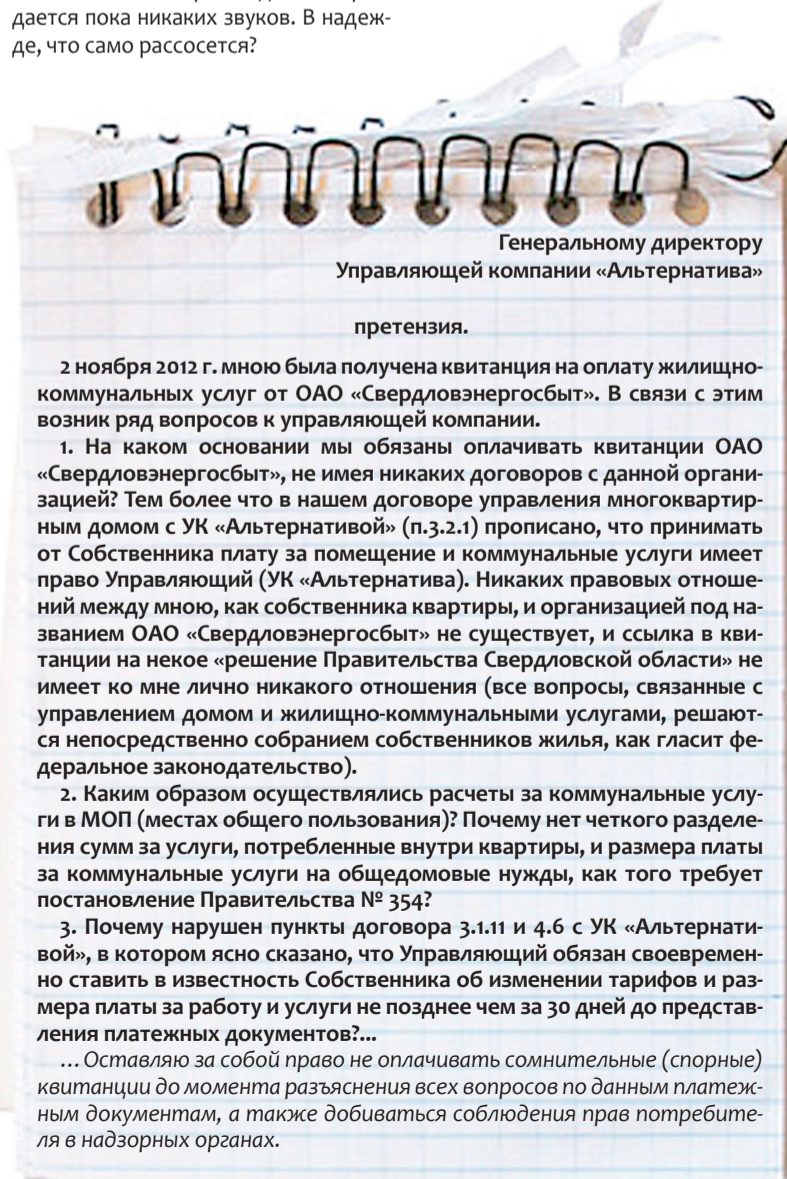 дается пока никаких звуков. В надеж-
де, что само рассосется?
Генеральному директору
Управляющей компании «Альтернатива»
претензия.
2 ноября 2012 г. мною была получена квитанция на оплату жилищно-
коммунальных услуг от ОАО «Свердловэнергосбыт». В связи с этим
возник ряд вопросов к управляющей компании.
1. На каком основании мы обязаны оплачивать квитанции ОАО
«Свердловэнергосбыт», не имея никаких договоров с данной органи-
зацией? Тем более что в нашем договоре управления многоквартир-
ным домом с УК «Альтернативой» (п.3.2.1) прописано, что принимать
от Собственника плату за помещение и коммунальные услуги имеет
право Управляющий (УК «Альтернатива). Никаких правовых отноше-
ний между мною, как собственника квартиры, и организацией под на-
званием ОАО «Свердловэнергосбыт» не существует, и ссылка в кви-
танции на некое «решение Правительства Свердловской области» не
имеет ко мне лично никакого отношения (все вопросы, связанные с
управлением домом и жилищно-коммунальными услугами, решают-
ся непосредственно собранием собственников жилья, как гласит фе-
деральное законодательство).
2. Каким образом осуществлялись расчеты за коммунальные услу-
ги в МОП (местах общего пользования)? Почему нет четкого разделе-
ния сумм за услуги, потребленные внутри квартиры, и размера платы
за коммунальные услуги на общедомовые нужды, как того требует
постановление Правительства № 354?
3. Почему нарушен пункты договора 3.1.11 и 4.6 с УК «Альтернати-
вой», в котором ясно сказано, что Управляющий обязан своевремен-
но ставить в известность Собственника об изменении тарифов и раз-
мера платы за работу и услуги не позднее чем за 30 дней до представ-
ления платежных документов?...
...Оставляю за собой право не оплачивать сомнительные (спорные)
квитанции до момента разъяснения всех вопросов по данным платеж-
ным документам, а также добиваться соблюдения прав потребите-
ля в надзорных органах.